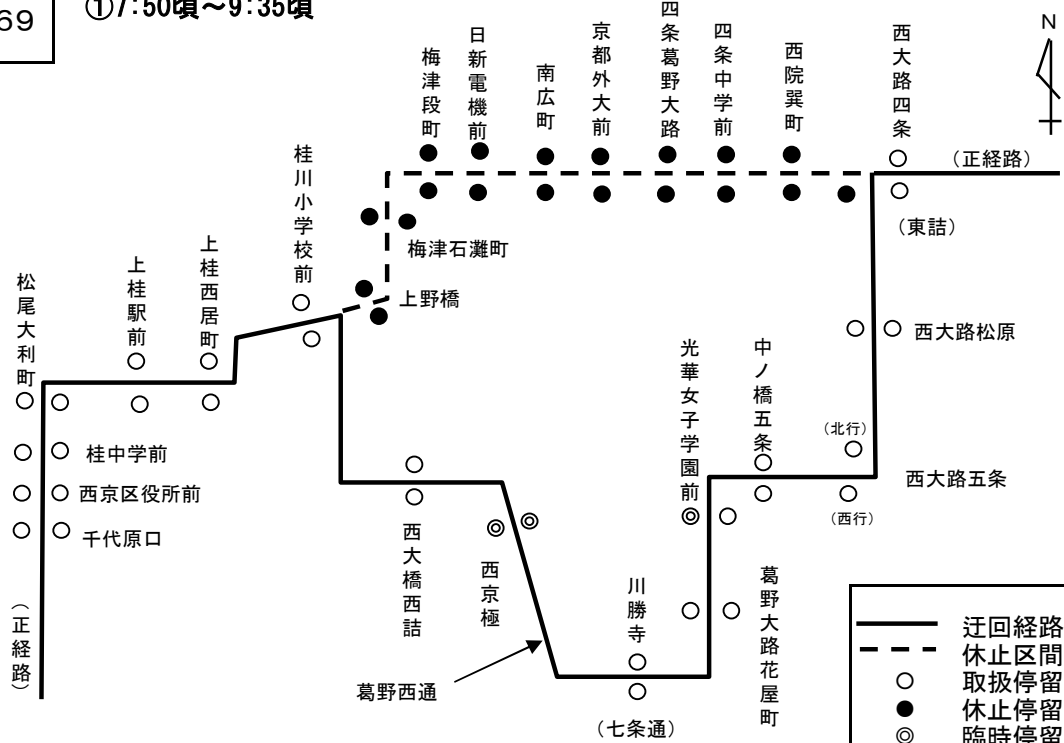 69
①7:50頃～9:35頃
N
梅津段町
日新電機前
南広町
京都外大前
四条葛野大路
四条中学前
西院巽町
西大路四条
（正経路）
（東詰）
桂川小学校前
梅津石灘町
上野橋
上桂西居町
上桂駅前
松尾大利町
西大路松原
光華女子学園前
中ノ橋五条
（北行）
西大路五条
（西行）
桂中学前
西京区役所前
千代原口
西大橋西詰
西京極
川勝寺
葛野大路花屋町
（正経路）
葛野西通
（七条通）
迂回経路
休止区間
取扱停留
休止停留
臨時停留